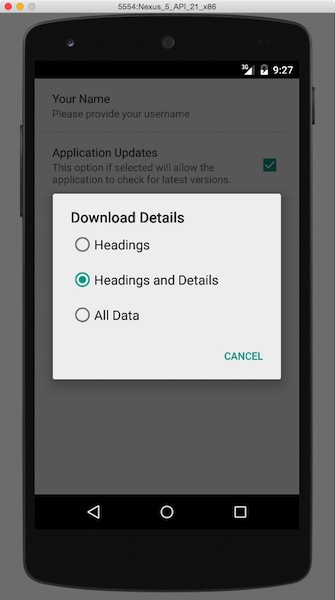 5554:Nexus_5_API_21_x86
3G
9:27
Your Name
Please provide your username
Application Updates
This option if selected will allow the
application to check for latest versions.
Download Details
Headings
Headings and Details
All Data
CANCEL